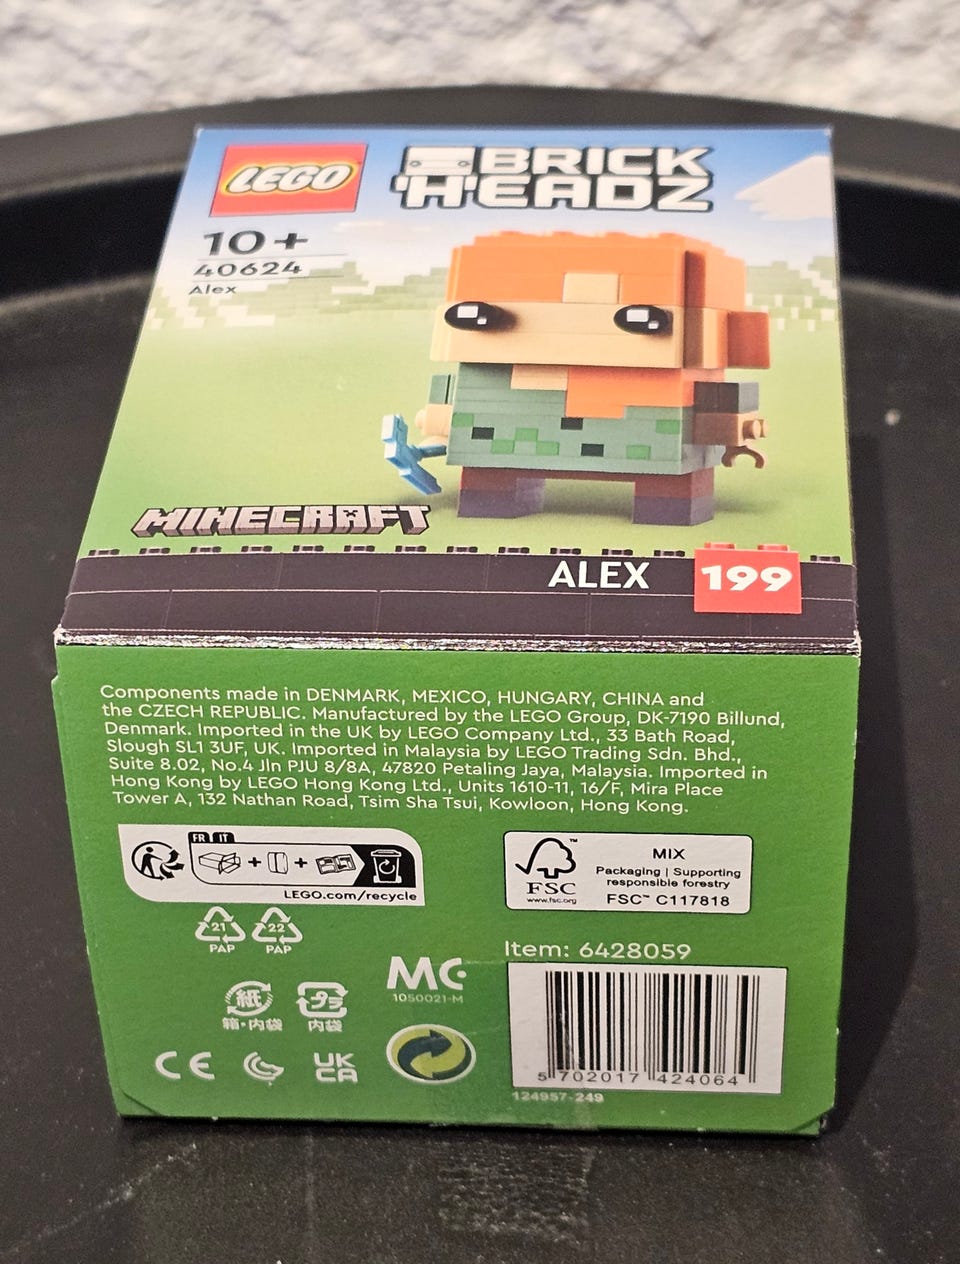 LEGO
BRICK
'H'EADZ
10+
40624
Alex
MINECRAFT
ALEX
199
Components made in DENMARK, MEXICO, HUNGARY, CHINA and
the CZECH REPUBLIC. Manufactured by the LEGO Group, DK-7190 Billund,
Denmark. Imported in the UK by LEGO Company Ltd., 33 Bath Road,
Slough SL1 3UF, UK. Imported in Malaysia by LEGO Trading Sdn. Bhd.,
Suite 8.02, No.4 Jln PJU 8/8A, 47820 Petaling Jaya, Malaysia. Imported in
Hong Kong by LEGO Hong Kong Ltd., Units 1610-11, 16/F, Mira Place
Tower A, 132 Nathan Road, Tsim Sha Tsui, Kowloon, Hong Kong.
FR IT
LEGO.com/recycle
FSC™
www.fsc.org
MIX
Packaging | Supporting
responsible forestry
FSC™ C117818
21 22
PAP PAP
Item: 6428059
MC
1050021-M
紙 プラ
箱・内袋 内袋
CE
UK
CA
5 702017 424064
124957-249